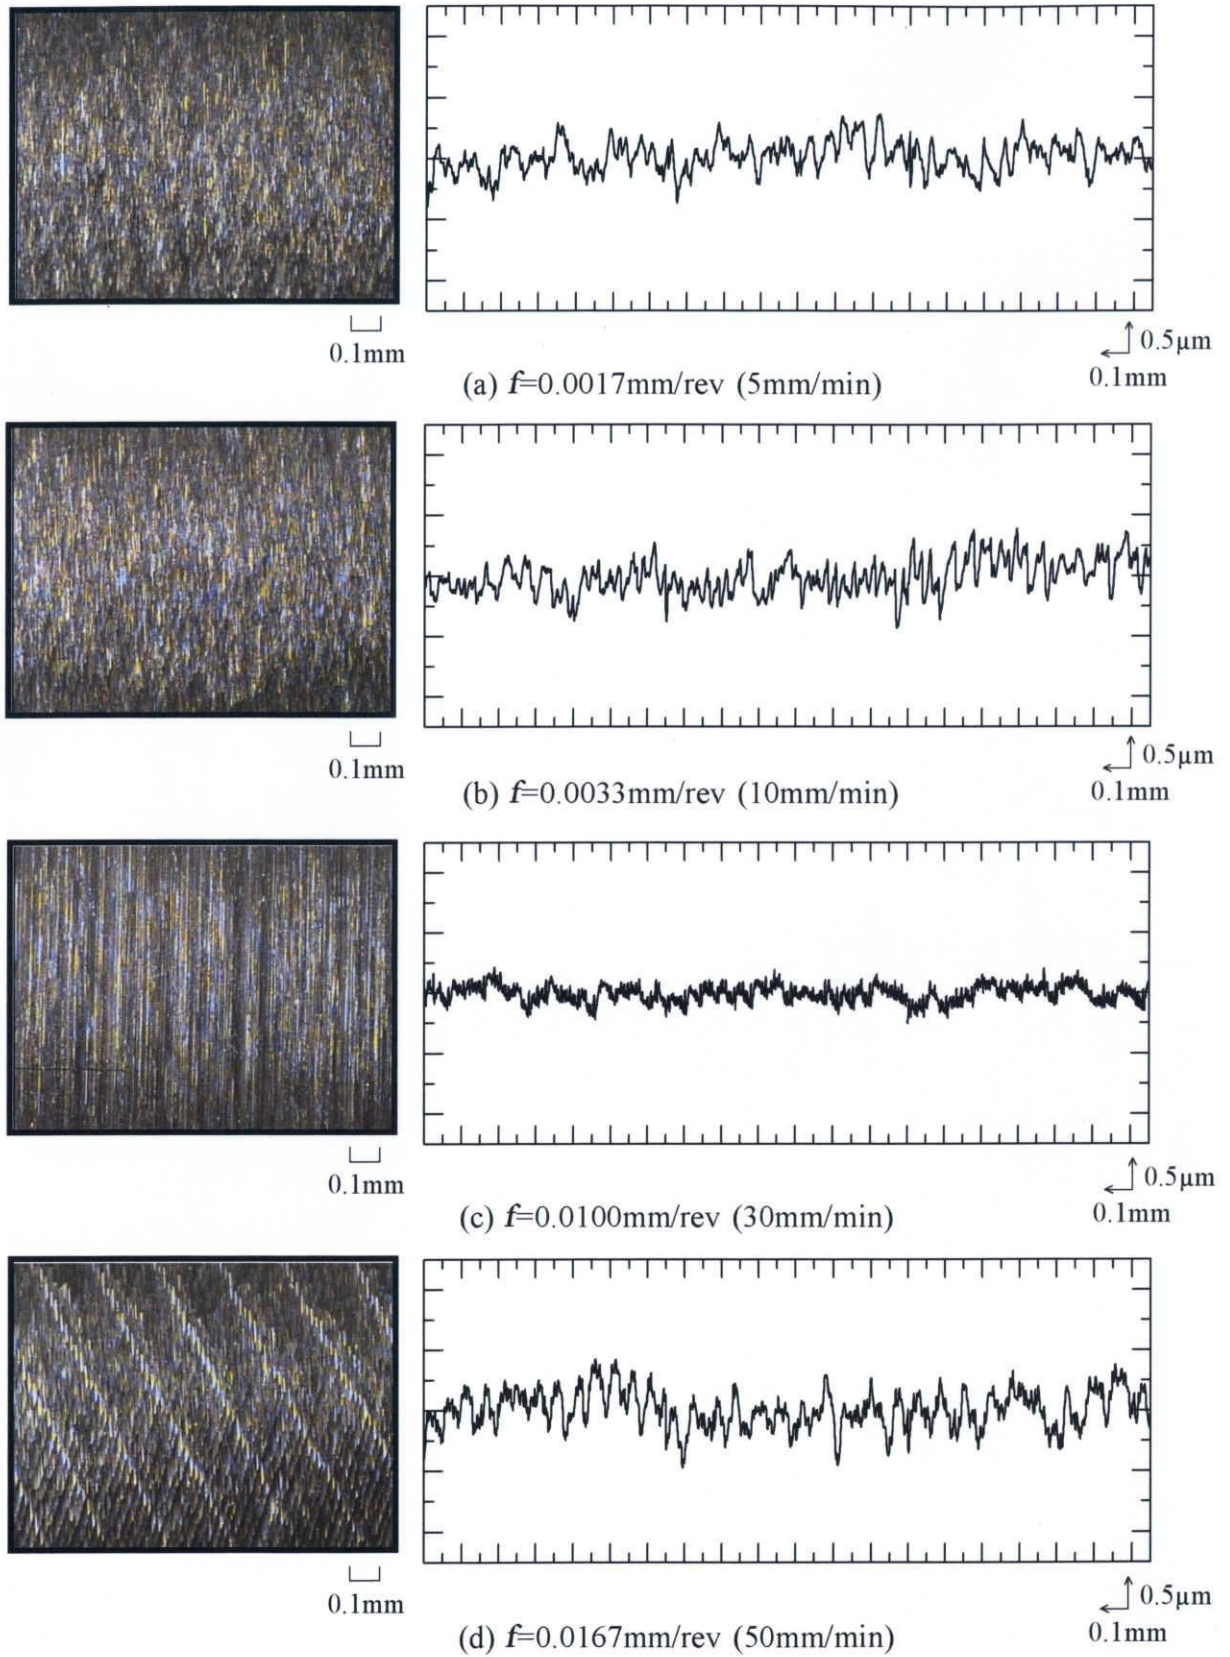 0.1mm
0.5µm
0.1mm
(a) f=0.0017mm/rev (5mm/min)
0.1mm
0.5µm
0.1mm
(b) f=0.0033mm/rev (10mm/min)
0.1mm
0.5µm
0.1mm
(c) f=0.0100mm/rev (30mm/min)
0.1mm
0.5µm
0.1mm
(d) f=0.0167mm/rev (50mm/min)